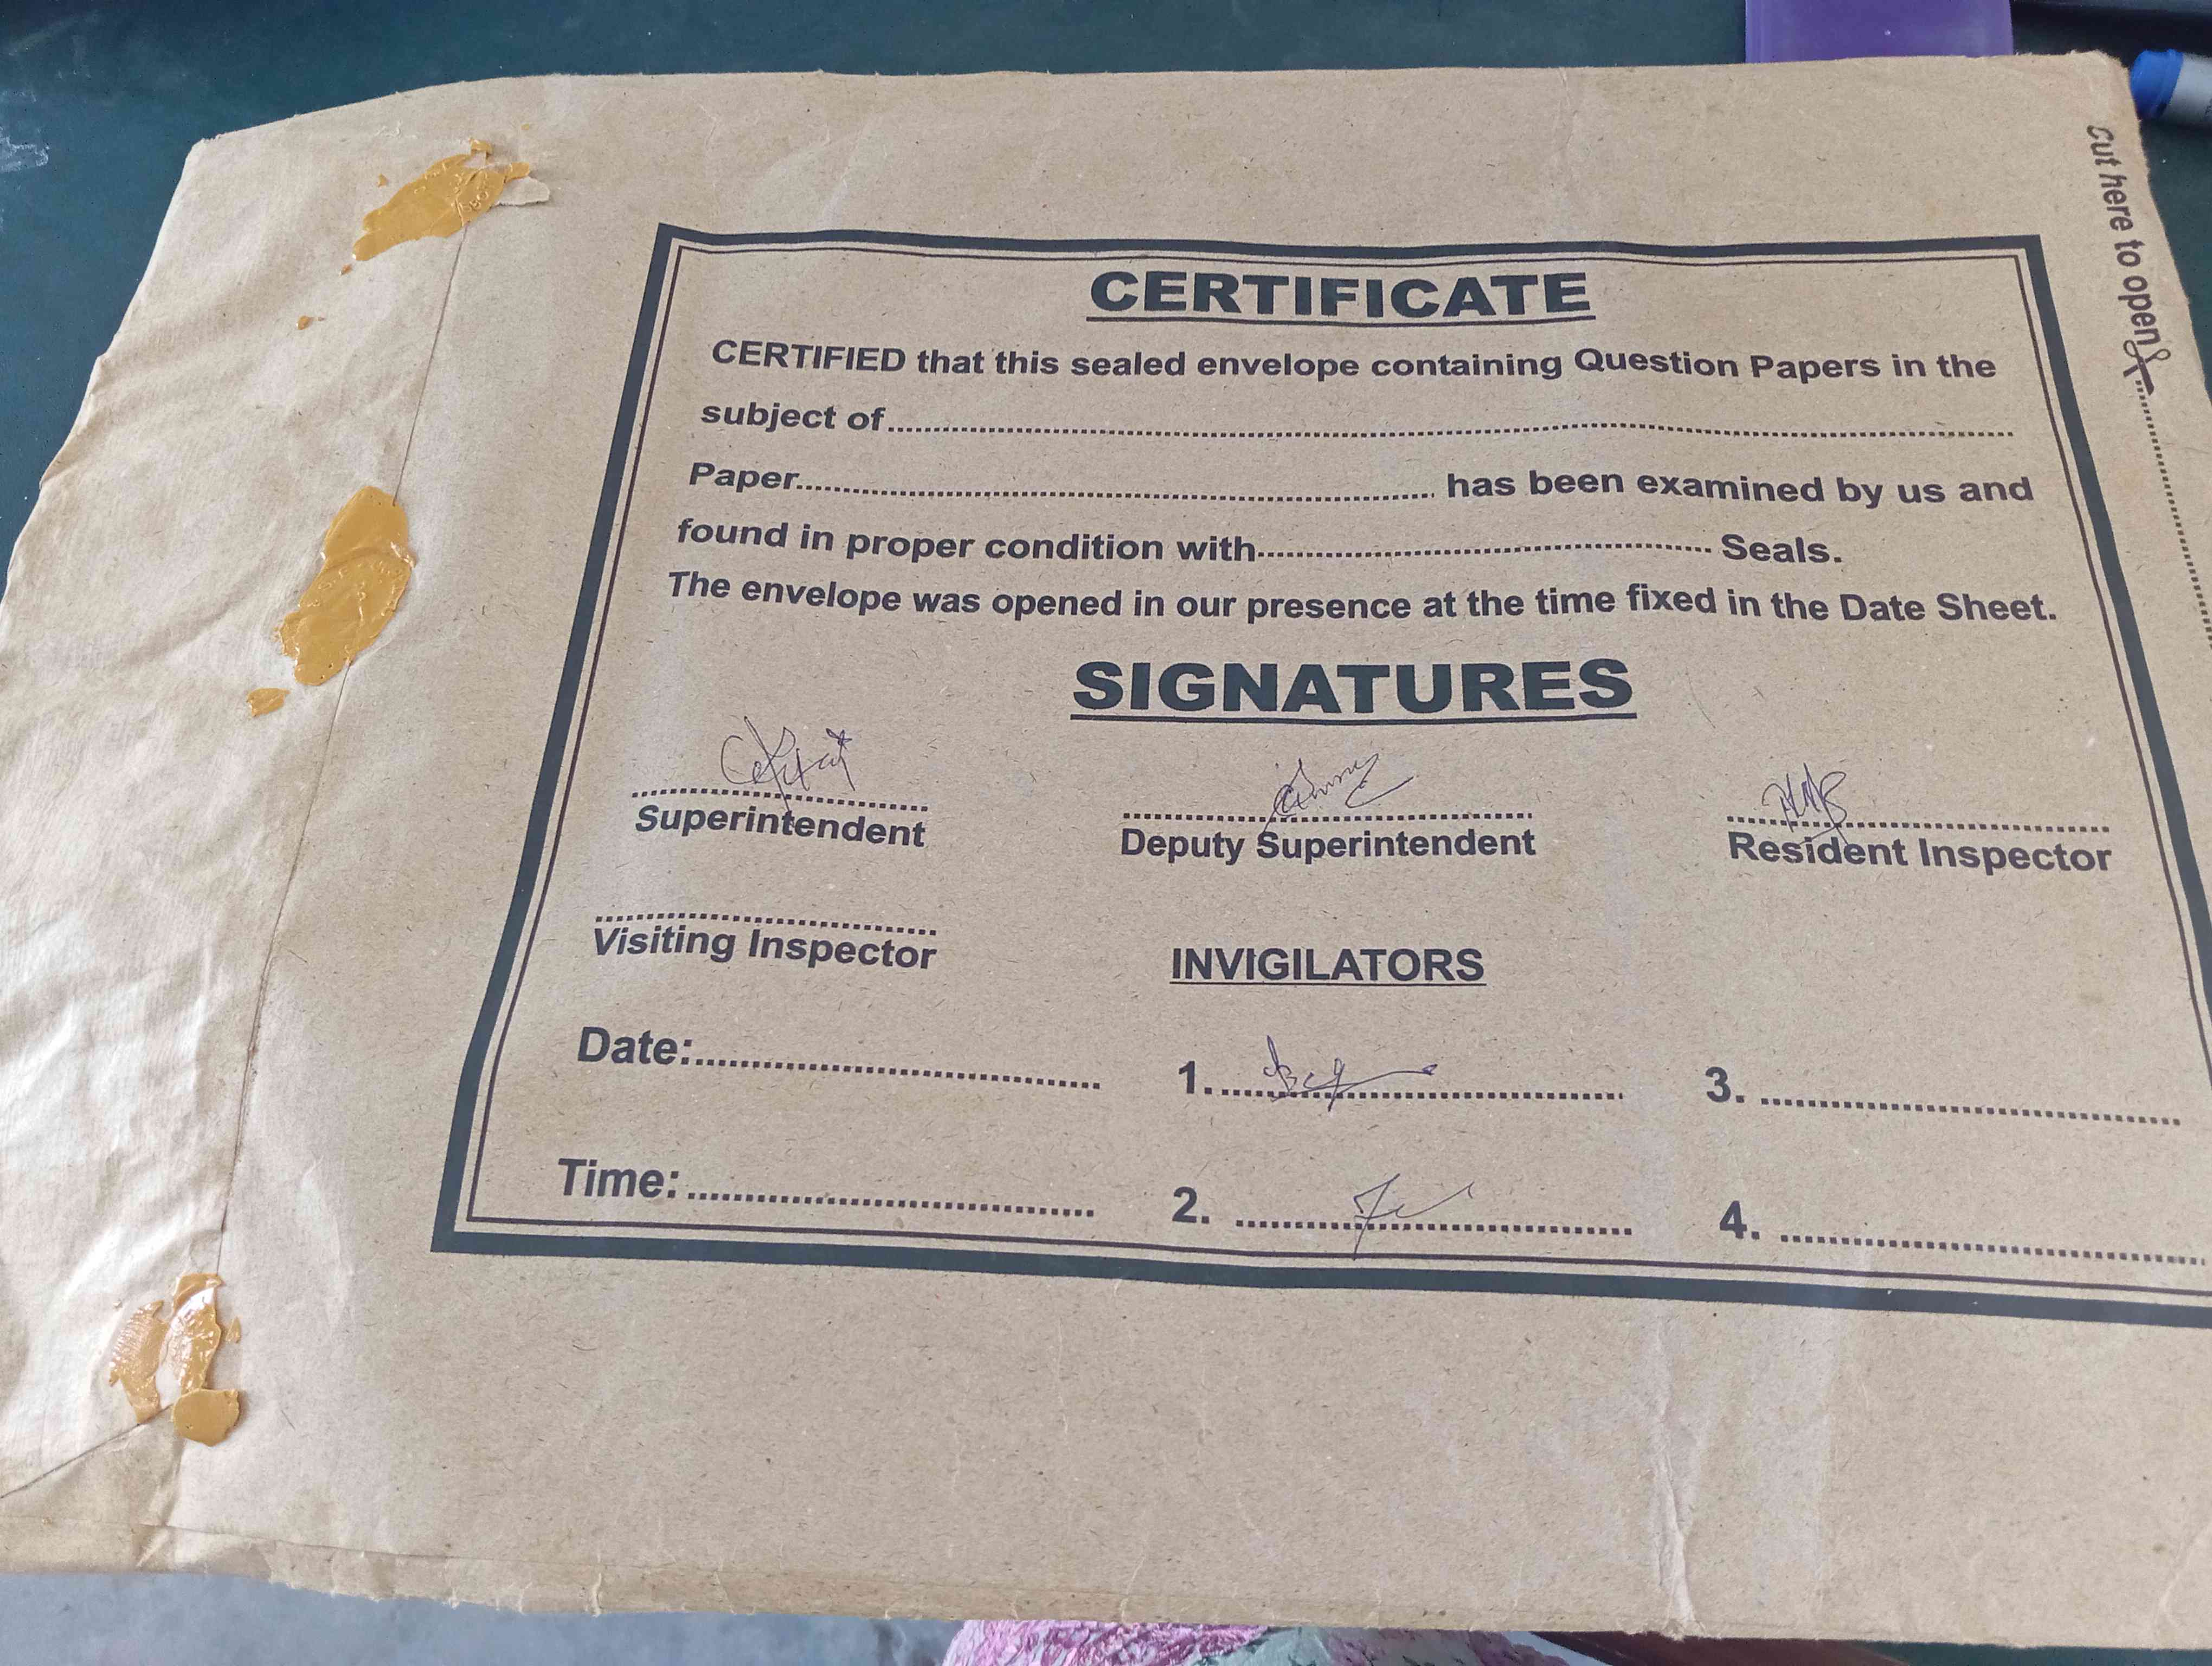 cut here to open
CERTIFICATE
CERTIFIED that this sealed envelope containing Question Papers in the
subject of........................................
Paper........................................ has been examined by us and
found in proper condition with........................................ Seals.
The envelope was opened in our presence at the time fixed in the Date Sheet.
SIGNATURES
Superintendent Deputy Superintendent Resident Inspector
Visiting Inspector
INVIGILATORS
Date:.............................. 1. .............................. 3. ..............................
Time:.............................. 2. .............................. 4. ..............................